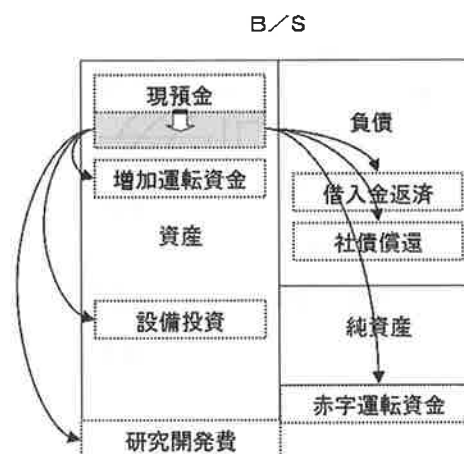 B／S
現預金
負債
増加運転資金
借入金返済
資産
社債償還
設備投資
純資産
赤字運転資金
研究開発費